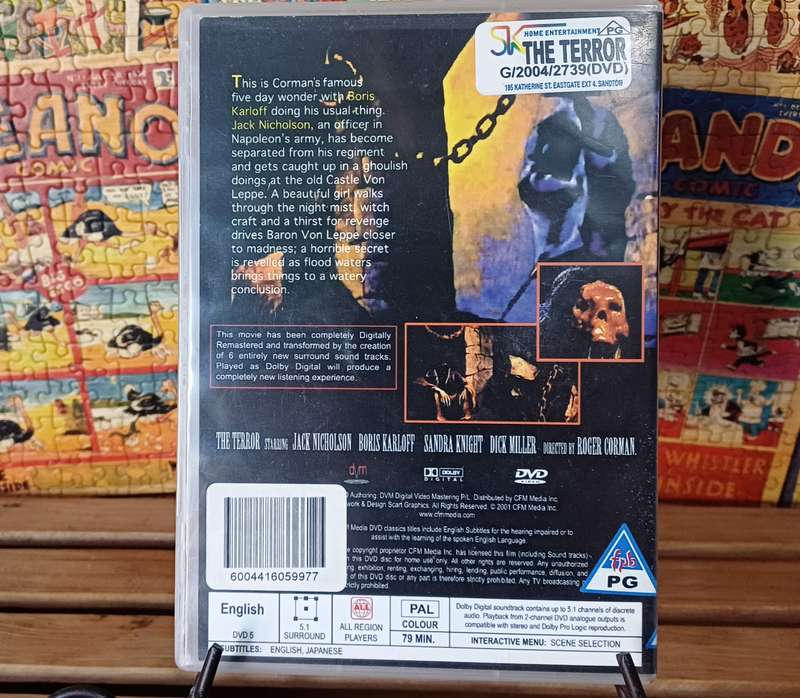 SK HOME ENTERTAINMENT PG
THE TERROR
G/2004/2739(DVD)
185 KATHERINE ST. EASTGATE EXT 4. SANDTON
This is Corman's famous
five day wonder with Boris
Karloff doing his usual thing.
Jack Nicholson, an officer in
Napoleon's army, has become
separated from his regiment
and gets caught up in a ghoulish
doings at the old Castle Von
Leppe. A beautiful girl walks
through the night mist, witch
craft and a thirst for revenge
drives Baron Von Leppe closer
to madness; a horrible secret
is revelled as flood waters
brings things to a watery
conclusion.
This movie has been completely Digitally
Remastered and transformed by the creation
of 6 entirely new surround sound tracks.
Played as Dolby Digital will produce a
completely new listening experience.
THE TERROR STARRING JACK NICHOLSON BORIS KARLOFF SANDRA KNIGHT DICK MILLER DIRECTED BY ROGER CORMAN.
dvm
DOLBY
DIGITAL
DVD
VIDEO
Authoring: DVM Digital Video Mastering P/L. Distributed by CFM Media Inc.
work & Design Scart Graphics. All Rights Reserved. © 2001 CFM Media Inc.
www.cfmmedia.com
Media DVD classics titles include English Subtitles for the hearing impaired or to
assist with the learning of the spoken English Language.
copyright proprietor CFM Media Inc. has licensed this film (including Sound tracks)
this DVD disc for home use only. All other rights are reserved. Any unauthorized
exhibition, renting, exchanging, hiring, lending, public performance, diffusion, and
of this DVD disc or any part is therefore strictly prohibited. Any TV broadcasting
prohibited.
6004416059977
fpb
PG
English
DVD 5
5.1
SURROUND
ALL
ALL REGION
PLAYERS
PAL
COLOUR
79 MIN.
Dolby Digital soundtrack contains up to 5.1 channels of discrete
audio. Playback from 2-channel DVD analogue outputs is
compatible with stereo and Dolby Pro Logic reproduction.
INTERACTIVE MENU: SCENE SELECTION
SUBTITLES: ENGLISH, JAPANESE
EANO
COMIC
BIG
AND
COMIC
THE CATS
WHISTLER
INSIDE